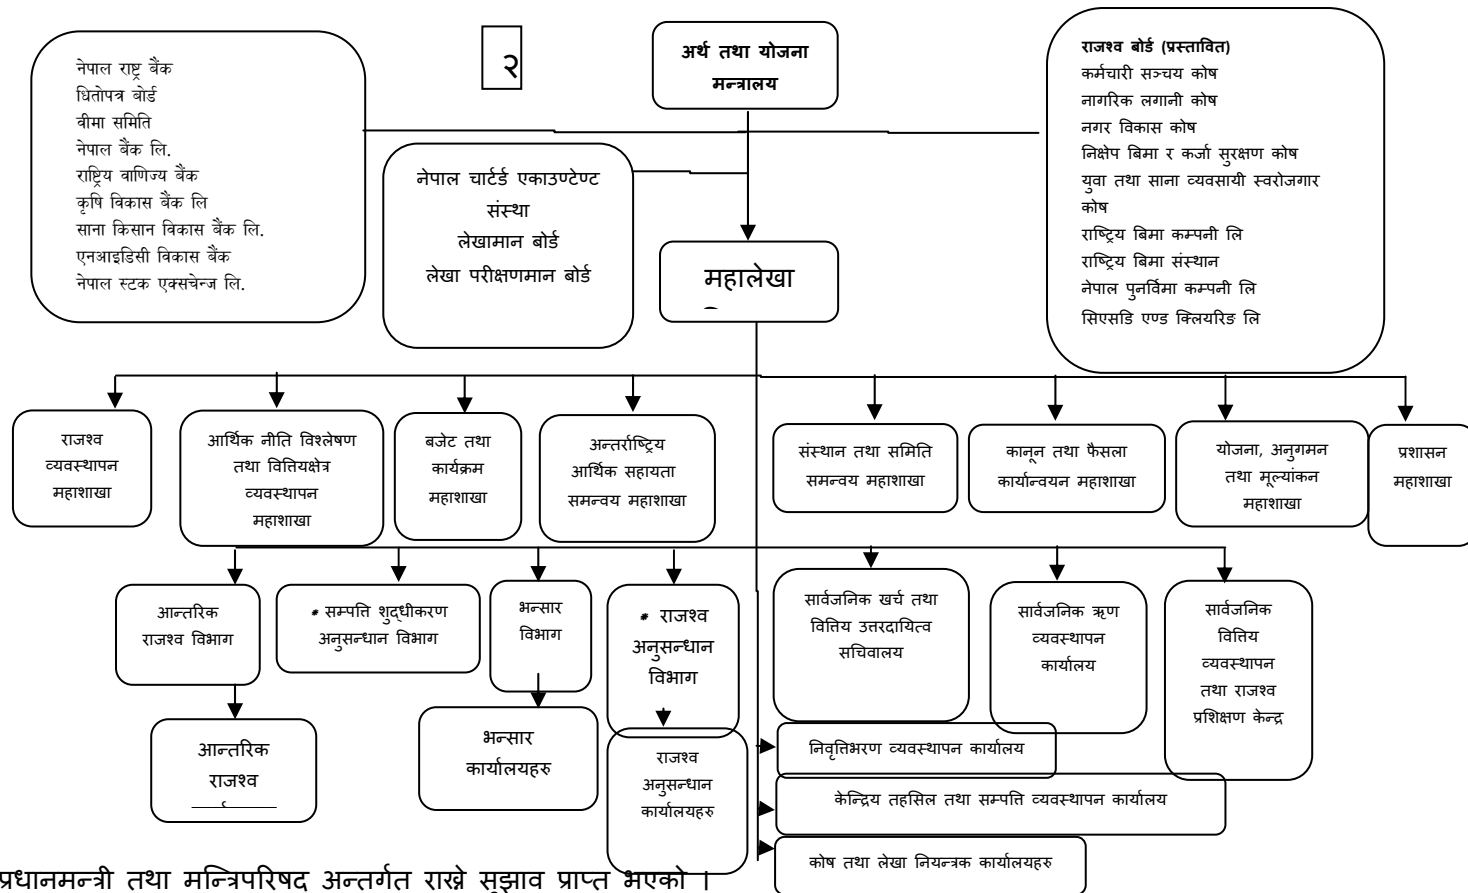 २
अर्थ तथा योजना
मन्त्रालय
नेपाल राष्ट्र बैंक
धितोपत्र बोर्ड
वीमा समिति
नेपाल बैंक लि.
राष्ट्रिय वाणिज्य बैंक
कृषि विकास बैंक लि
साना किसान विकास बैंक लि.
एनआइडिसी विकास बैंक
नेपाल स्टक एक्सचेन्ज लि.
नेपाल चार्टर्ड एकाउण्टेण्ट
संस्था
लेखामान बोर्ड
लेखा परीक्षणमान बोर्ड
राजश्व बोर्ड (प्रस्तावित)
कर्मचारी सञ्चय कोष
नागरिक लगानी कोष
नगर विकास कोष
निक्षेप बिमा र कर्जा सुरक्षण कोष
युवा तथा साना व्यवसायी स्वरोजगार
कोष
राष्ट्रिय बिमा कम्पनी लि
राष्ट्रिय बिमा संस्थान
नेपाल पुनर्विमा कम्पनी लि
सिएसडि एण्ड क्लियरिङ लि
महालेखा
राजश्व
व्यवस्थापन
महाशाखा
आर्थिक नीति विश्लेषण
तथा वित्तियक्षेत्र
व्यवस्थापन
महाशाखा
बजेट तथा
कार्यक्रम
महाशाखा
अन्तर्राष्ट्रिय
आर्थिक सहायता
समन्वय महाशाखा
संस्थान तथा समिति
समन्वय महाशाखा
कानून तथा फैसला
कार्यान्वयन महाशाखा
योजना, अनुगमन
तथा मूल्यांकन
महाशाखा
प्रशासन
महाशाखा
आन्तरिक
राजश्व विभाग
* सम्पत्ति शुद्धीकरण
अनुसन्धान विभाग
भन्सार
विभाग
* राजश्व
अनुसन्धान
विभाग
सार्वजनिक खर्च तथा
वित्तिय उत्तरदायित्व
सचिवालय
सार्वजनिक ऋण
व्यवस्थापन
कार्यालय
सार्वजनिक
वित्तिय
व्यवस्थापन
तथा राजश्व
प्रशिक्षण केन्द्र
आन्तरिक
राजश्व
भन्सार
कार्यालयहरु
राजश्व
अनुसन्धान
कार्यालयहरु
निवृत्तिभरण व्यवस्थापन कार्यालय
केन्द्रिय तहसिल तथा सम्पत्ति व्यवस्थापन कार्यालय
कोष तथा लेखा नियन्त्रक कार्यालयहरु
प्रधानमन्त्री तथा मन्त्रिपरिषद अन्तर्गत राख्ने सुझाव प्राप्त भएको ।